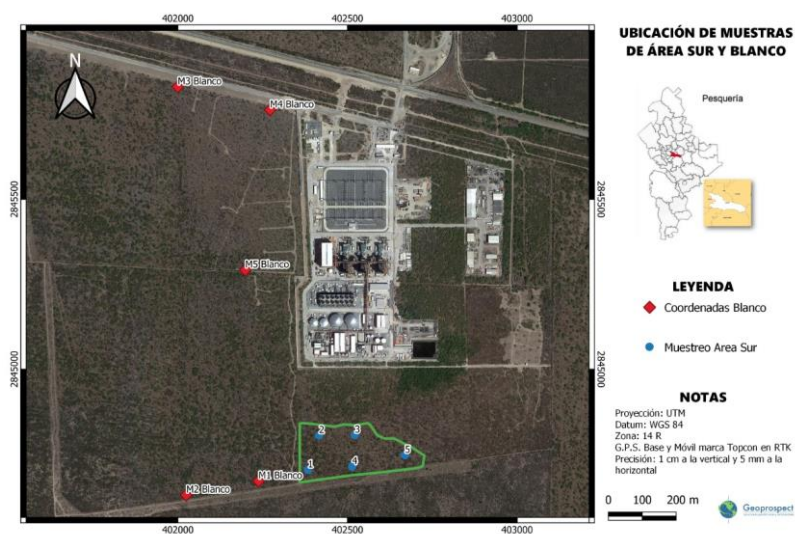 402000 402500 403000
N
M3 Blanco
M4 Blanco
2845500 2845500
M5 Blanco
2845000 2845000
2 3
5
1 4
M1 Blanco
M2 Blanco
402000 402500 403000
UBICACIÓN DE MUESTRAS
DE ÁREA SUR Y BLANCO
Pesquería
LEYENDA
Coordenadas Blanco
Muestreo Area Sur
NOTAS
Proyección: UTM
Datum: WGS 84
Zona: 14 R
G.P.S. Base y Móvil marca Topcon en RTK
Precisión: 1 cm a la vertical y 5 mm a la
horizontal
0 100 200 m
Geoprospect